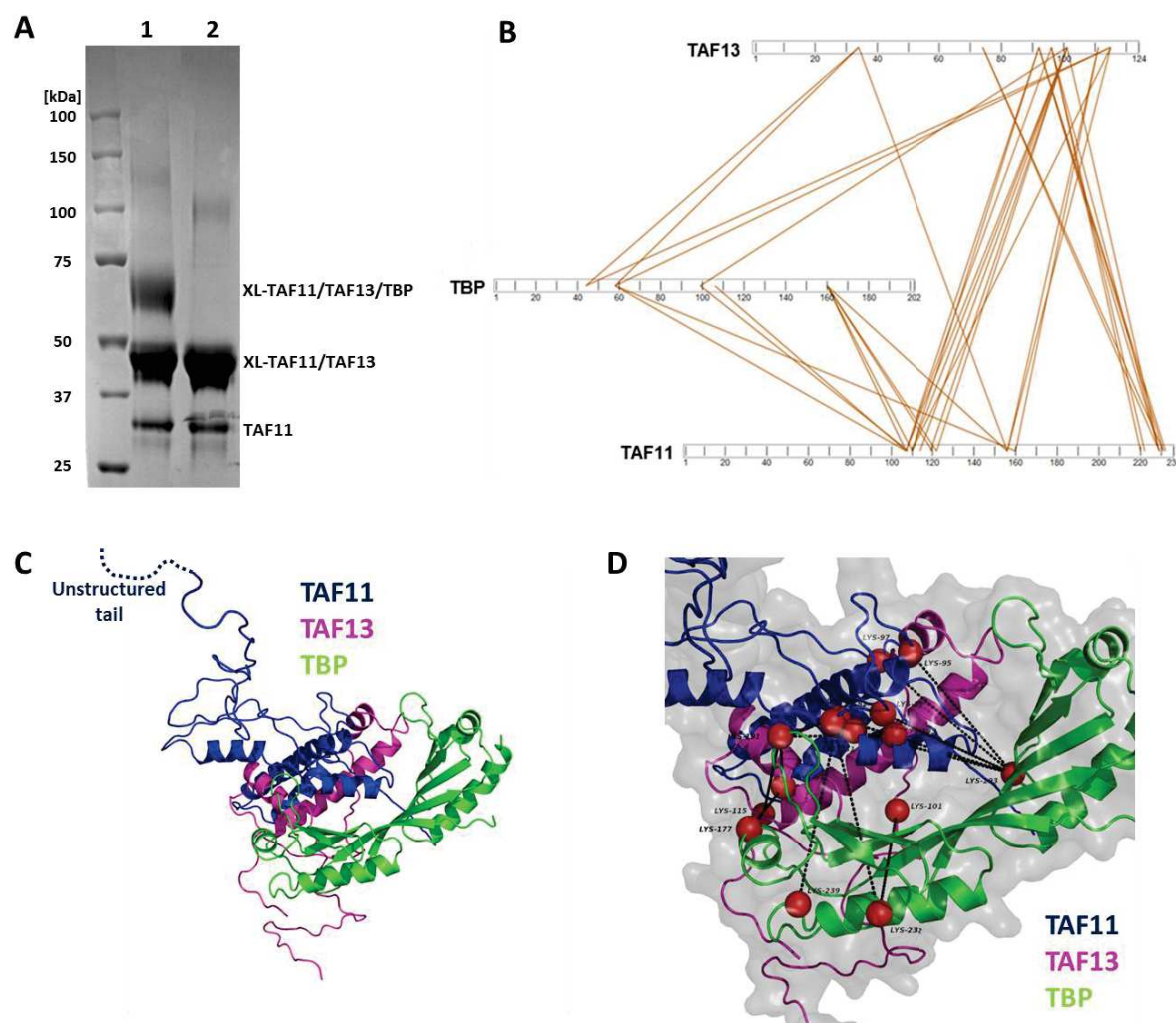 A
1 2
[kDa]
100
150
100
75
50
37
25
XL-TAF11/TAF13/TBP
XL-TAF11/TAF13
TAF11
B
TAF13
1 20 40 60 80 100 124
TBP
1 20 40 60 80 100 120 140 160 180 202
TAF11
1 20 40 60 80 100 120 140 160 180 200 23
C
Unstructured
tail
TAF11
TAF13
TBP
D
LYS-97
LYS-95
LYS-101
LYS-115
LYS-177
LYS-239
LYS-232
TAF11
TAF13
TBP